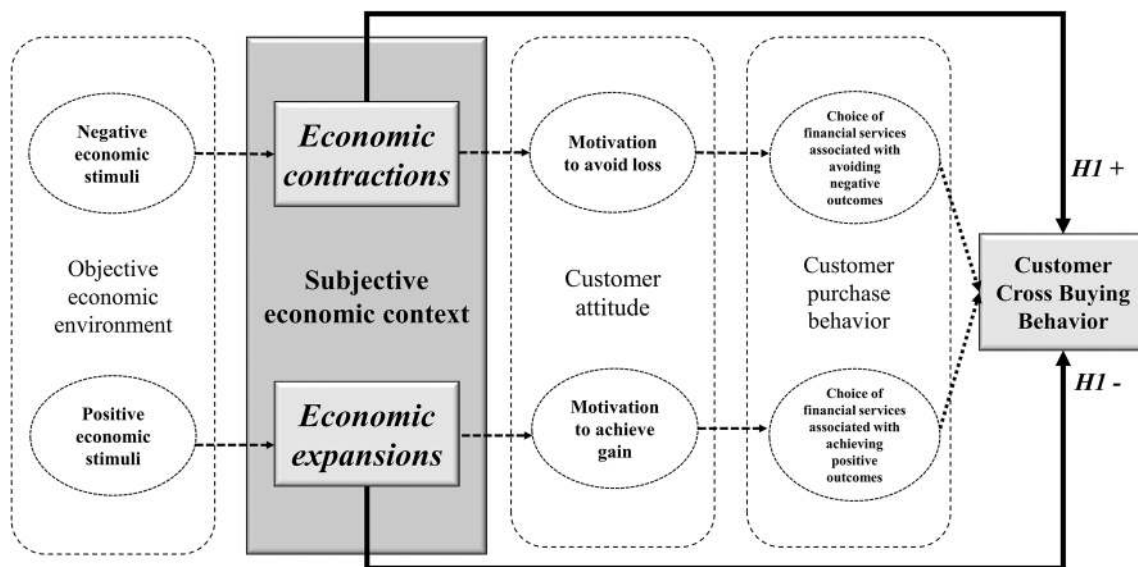 Negative
economic
stimuli
Objective
economic
environment
Positive
economic
stimuli
Economic
contractions
Subjective
economic context
Economic
expansions
Motivation
to avoid loss
Customer
attitude
Motivation
to achieve
gain
Choice of
financial services
associated with
avoiding
negative
outcomes
Customer
purchase
behavior
Choice of
financial services
associated with
achieving
positive
outcomes
H1 +
Customer
Cross Buying
Behavior
H1 -